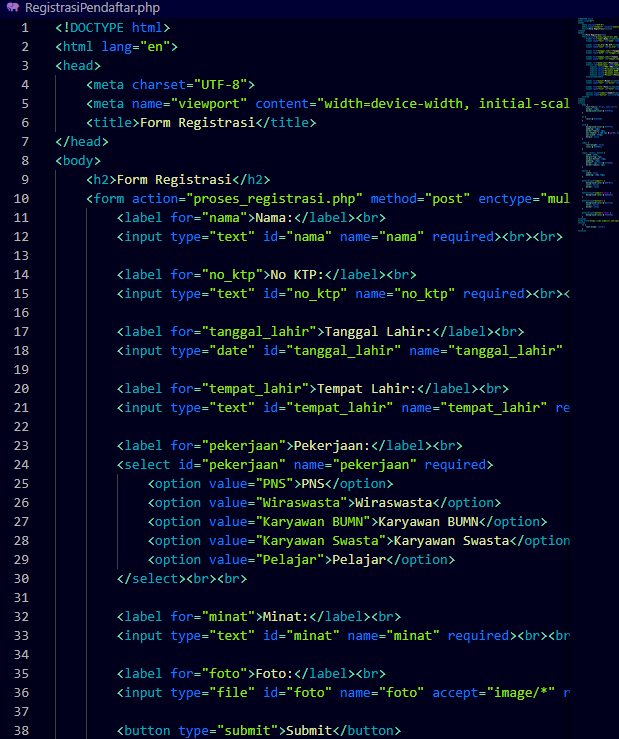 RegistrasiPendaftar.php
1 <!DOCTYPE html>
2 <html lang="en">
3 <head>
4 <meta charset="UTF-8">
5 <meta name="viewport" content="width=device-width, initial-scal
6 <title>Form Registrasi</title>
7 </head>
8 <body>
9 <h2>Form Registrasi</h2>
10 <form action="proses_registrasi.php" method="post" enctype="mul
11 <label for="nama">Nama:</label><br>
12 <input type="text" id="nama" name="nama" required><br><br>
13
14 <label for="no_ktp">No KTP:</label><br>
15 <input type="text" id="no_ktp" name="no_ktp" required><br><
16
17 <label for="tanggal_lahir">Tanggal Lahir:</label><br>
18 <input type="date" id="tanggal_lahir" name="tanggal_lahir"
19
20 <label for="tempat_lahir">Tempat Lahir:</label><br>
21 <input type="text" id="tempat_lahir" name="tempat_lahir" re
22
23 <label for="pekerjaan">Pekerjaan:</label><br>
24 <select id="pekerjaan" name="pekerjaan" required>
25 <option value="PNS">PNS</option>
26 <option value="Wiraswasta">Wiraswasta</option>
27 <option value="Karyawan BUMN">Karyawan BUMN</option>
28 <option value="Karyawan Swasta">Karyawan Swasta</option
29 <option value="Pelajar">Pelajar</option>
30 </select><br><br>
31
32 <label for="minat">Minat:</label><br>
33 <input type="text" id="minat" name="minat" required><br><br
34
35 <label for="foto">Foto:</label><br>
36 <input type="file" id="foto" name="foto" accept="image/*" r
37
38 <button type="submit">Submit</button>